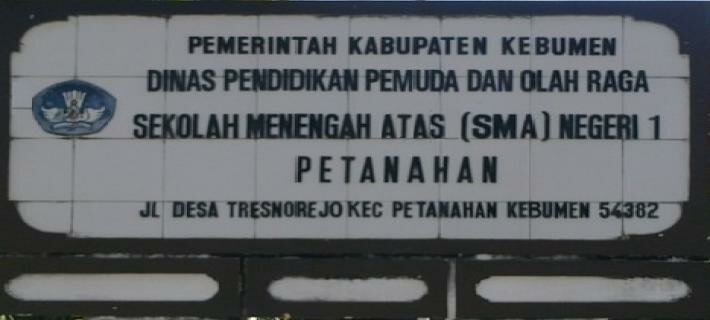 PEMERINTAH KABUPATEN KEBUMEN
DINAS PENDIDIKAN PEMUDA DAN OLAH RAGA
SEKOLAH MENENGAH ATAS (SMA) NEGERI 1
PETANAHAN
JL DESA TRESNOREJO KEC PETANAHAN KEBUMEN 54382